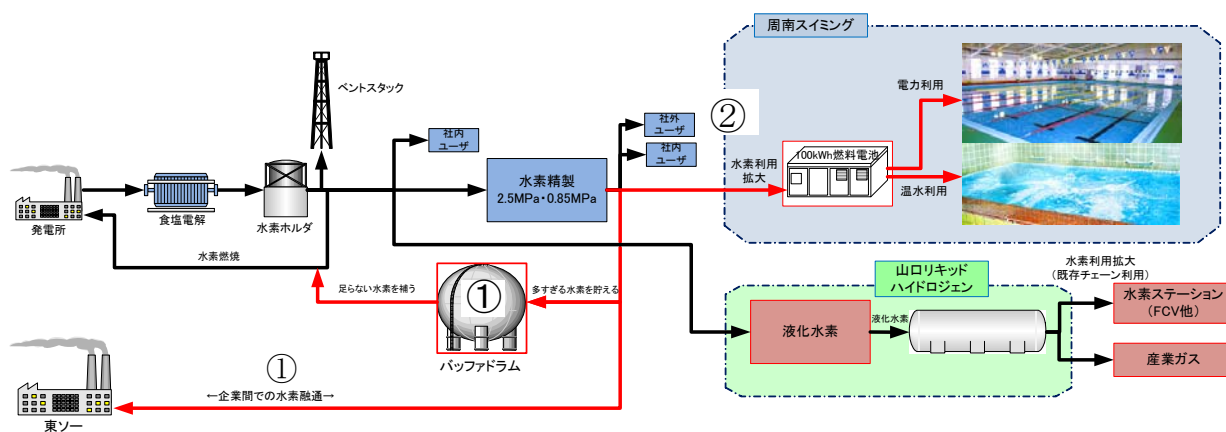 周南スイミング
ベントスタック
社外
ユーザ
②
電力利用
社内
ユーザ
社内
ユーザ
水素利用
拡大
100kWh燃料電池
水素精製
2.5MPa・0.85MPa
温水利用
発電所
食塩電解
水素ホルダ
水素燃焼
水素利用拡大
(既存チェーン利用)
山口リキッド
ハイドロジェン
足らない水素を補う
①
多すぎる水素を貯える
水素ステーション
(FCV他)
液化水素
液化水素
バッファドラム
産業ガス
①
←企業間での水素融通→
東ソー